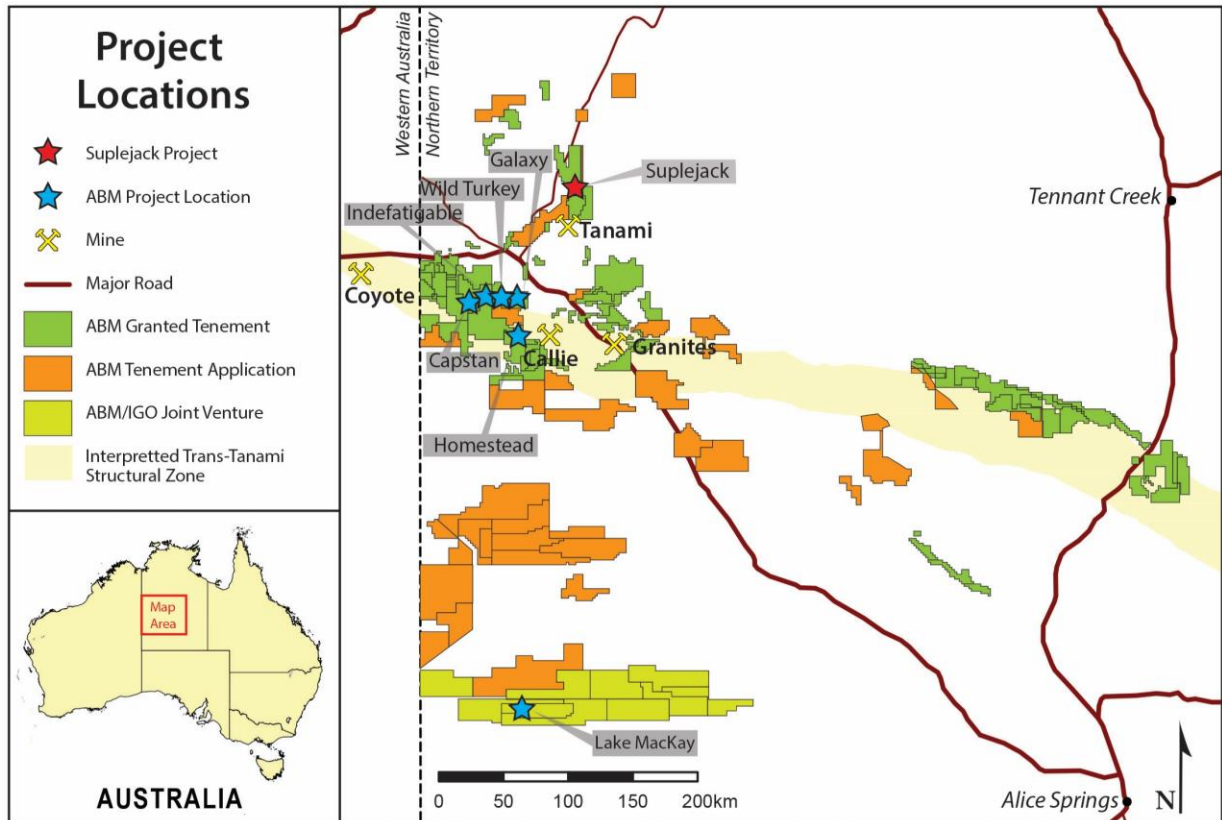 Project
Locations
Suplejack Project
ABM Project Location
Mine
Major Road
ABM Granted Tenement
ABM Tenement Application
ABM/IGO Joint Venture
Interpretted Trans-Tanami
Structural Zone
Map
Area
AUSTRALIA
Western Australia
Northern Territory
Galaxy
Suplejack
Wild Turkey
Tennant Creek
Indefatigable
Tanami
Coyote
Capstan
Callie
Granites
Homestead
Lake MacKay
0 50 100 200km
Alice Springs
N